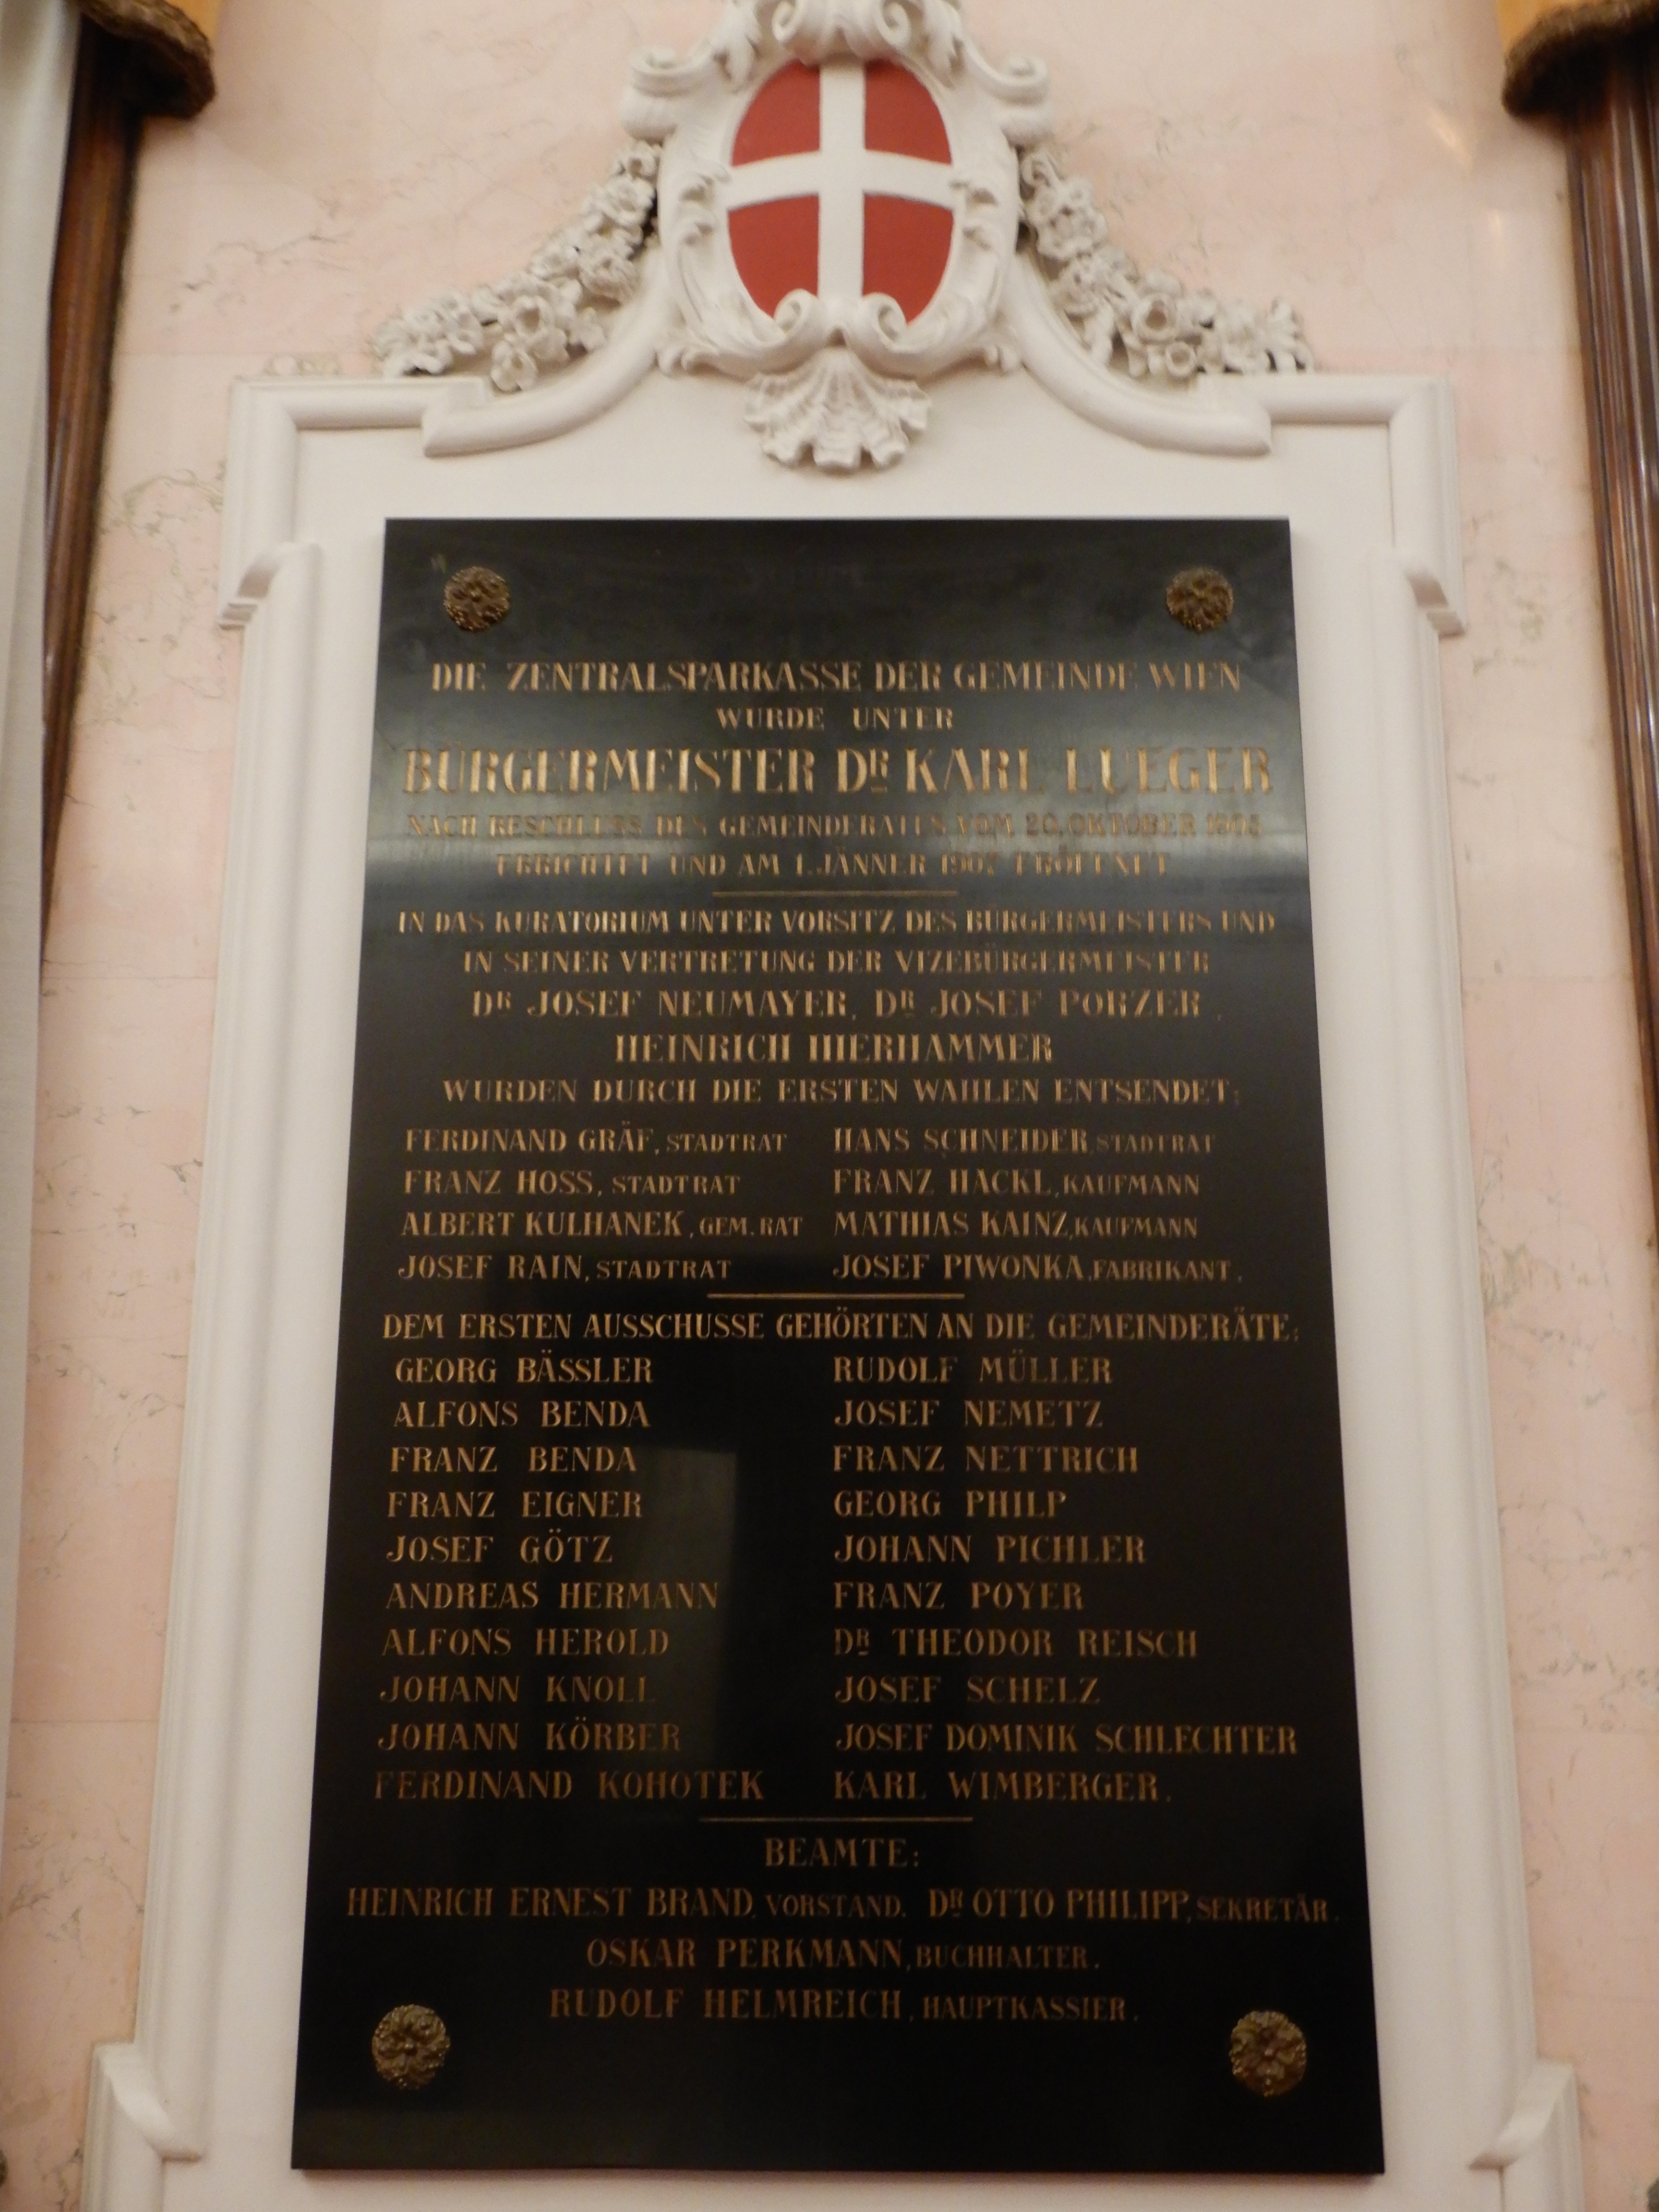 DIE ZENTRALSPARKASSE DER GEMEINDE WIEN
WURDE UNTER
BÜRGERMEISTER DR KARL LUEGER
NACH BESCHLUSS DES GEMEINDERATES VOM 20. OKTOBER
ERRICHTET UND AM 1. JÄNNER 1907 ERÖFFNET
IN DAS KURATORIUM UNTER VORSITZ DES BÜRGERMEISTERS UND
IN SEINER VERTRETUNG DER VIZEBÜRGERMEISTER
DR JOSEF NEUMAYER, DR JOSEF PORZER,
HEINRICH HIERHAMMER
WURDEN DURCH DIE ERSTEN WAHLEN ENTSENDET:
FERDINAND GRÄF, STADTRAT HANS SCHNEIDER, STADTRAT
FRANZ HOSS, STADTRAT FRANZ HACKL, KAUFMANN
ALBERT KULHANEK, GEM. RAT MATHIAS KAINZ, KAUFMANN
JOSEF RAIN, STADTRAT JOSEF PIWONKA, FABRIKANT.
DEM ERSTEN AUSSCHUSSE GEHÖRTEN AN DIE GEMEINDERÄTE:
GEORG BÄSSLER RUDOLF MÜLLER
ALFONS BENDA JOSEF NEMETZ
FRANZ BENDA FRANZ NETTRICH
FRANZ EIGNER GEORG PHILP
JOSEF GÖTZ JOHANN PICHLER
ANDREAS HERMANN FRANZ POYER
ALFONS HEROLD DR THEODOR REISCH
JOHANN KNOLL JOSEF SCHELZ
JOHANN KÖRBER JOSEF DOMINIK SCHLECHTER
FERDINAND KOHOTEK KARL WIMBERGER.
BEAMTE:
HEINRICH ERNEST BRAND, VORSTAND. DR OTTO PHILIPP, SEKRETÄR.
OSKAR PERKMANN, BUCHHALTER.
RUDOLF HELMREICH, HAUPTKASSIER.